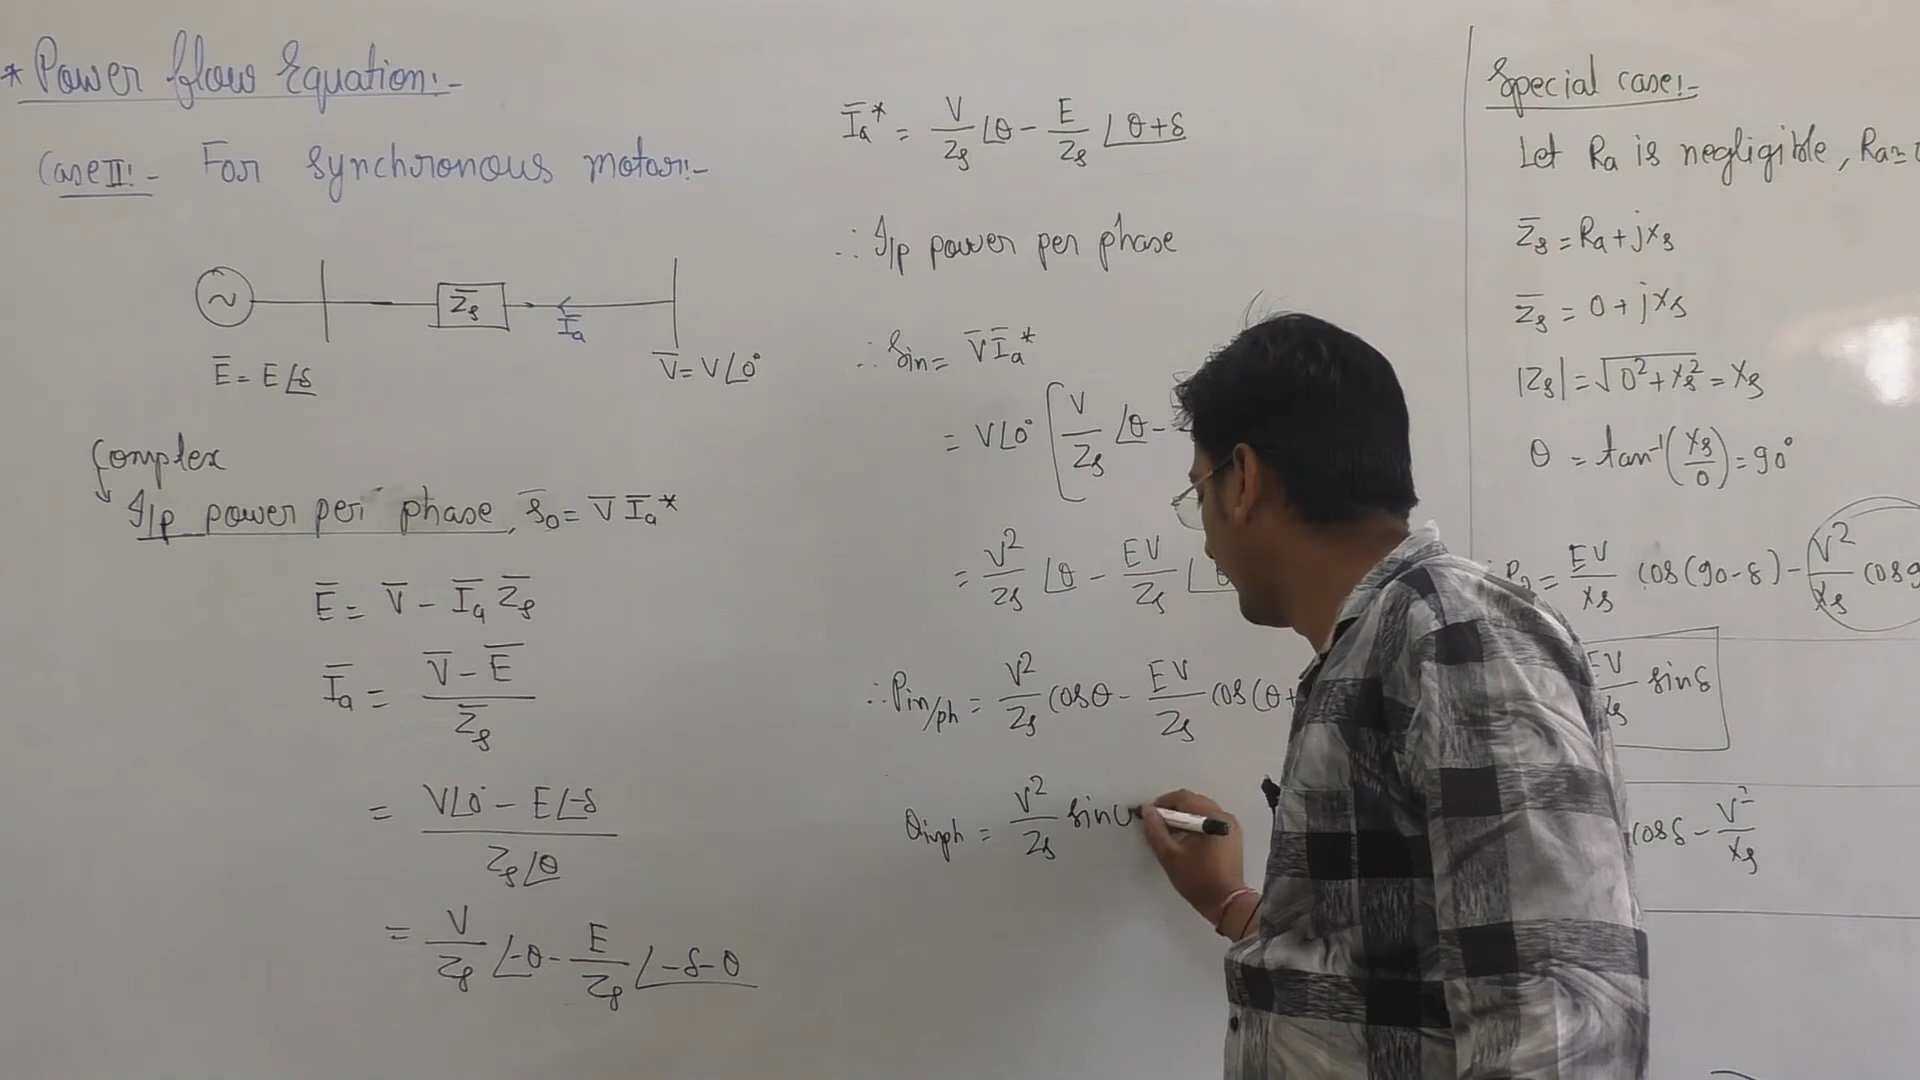 * Power flow Equation:-
Case II:- For Synchronous motor:-
~ Z̄s Īa
Ē = E∠-δ V̄ = V∠0°
Complex
I/p power per phase, S̄o = V̄ Īa*
Ē = V̄ - Īa Z̄s
Īa = (V̄ - Ē)/Z̄s
= (V∠0° - E∠-δ)/(Zs∠θ)
= V/Zs ∠-θ - E/Zs ∠-δ-θ
Īa* = V/Zs ∠θ - E/Zs ∠θ+δ
∴ I/p power per phase
∴ Sin = V̄ Īa*
= V∠0° [V/Zs ∠θ -
= V²/Zs ∠θ - EV/Zs ∠θ
∴ Pin/ph = V²/Zs cosθ - EV/Zs cos(θ+
Qinph = V²/Zs sin
Special case:-
Let Ra is negligible, Ra=
Z̄s = Ra + jXs
Z̄s = 0 + jXs
|Zs| = √(0² + Xs²) = Xs
θ = tan⁻¹(Xs/0) = 90°
= EV/Xs cos(90-δ) - V²/Xs cos9
EV/Xs sinδ
cosδ - V²/Xs